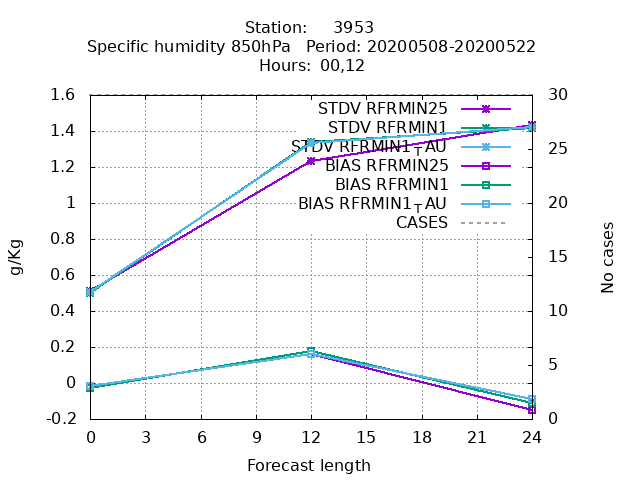 Station: 3953
Specific humidity 850hPa Period: 20200508-20200522
Hours: 00,12
1.6
1.4
1.2
1
0.8
0.6
0.4
0.2
0
-0.2
g/Kg
STDV RFRMIN25
STDV RFRMIN1
STDV RFRMIN1_TAU
BIAS RFRMIN25
BIAS RFRMIN1
BIAS RFRMIN1_TAU
CASES
30
25
20
15
10
5
0
No cases
0 3 6 9 12 15 18 21 24
Forecast length